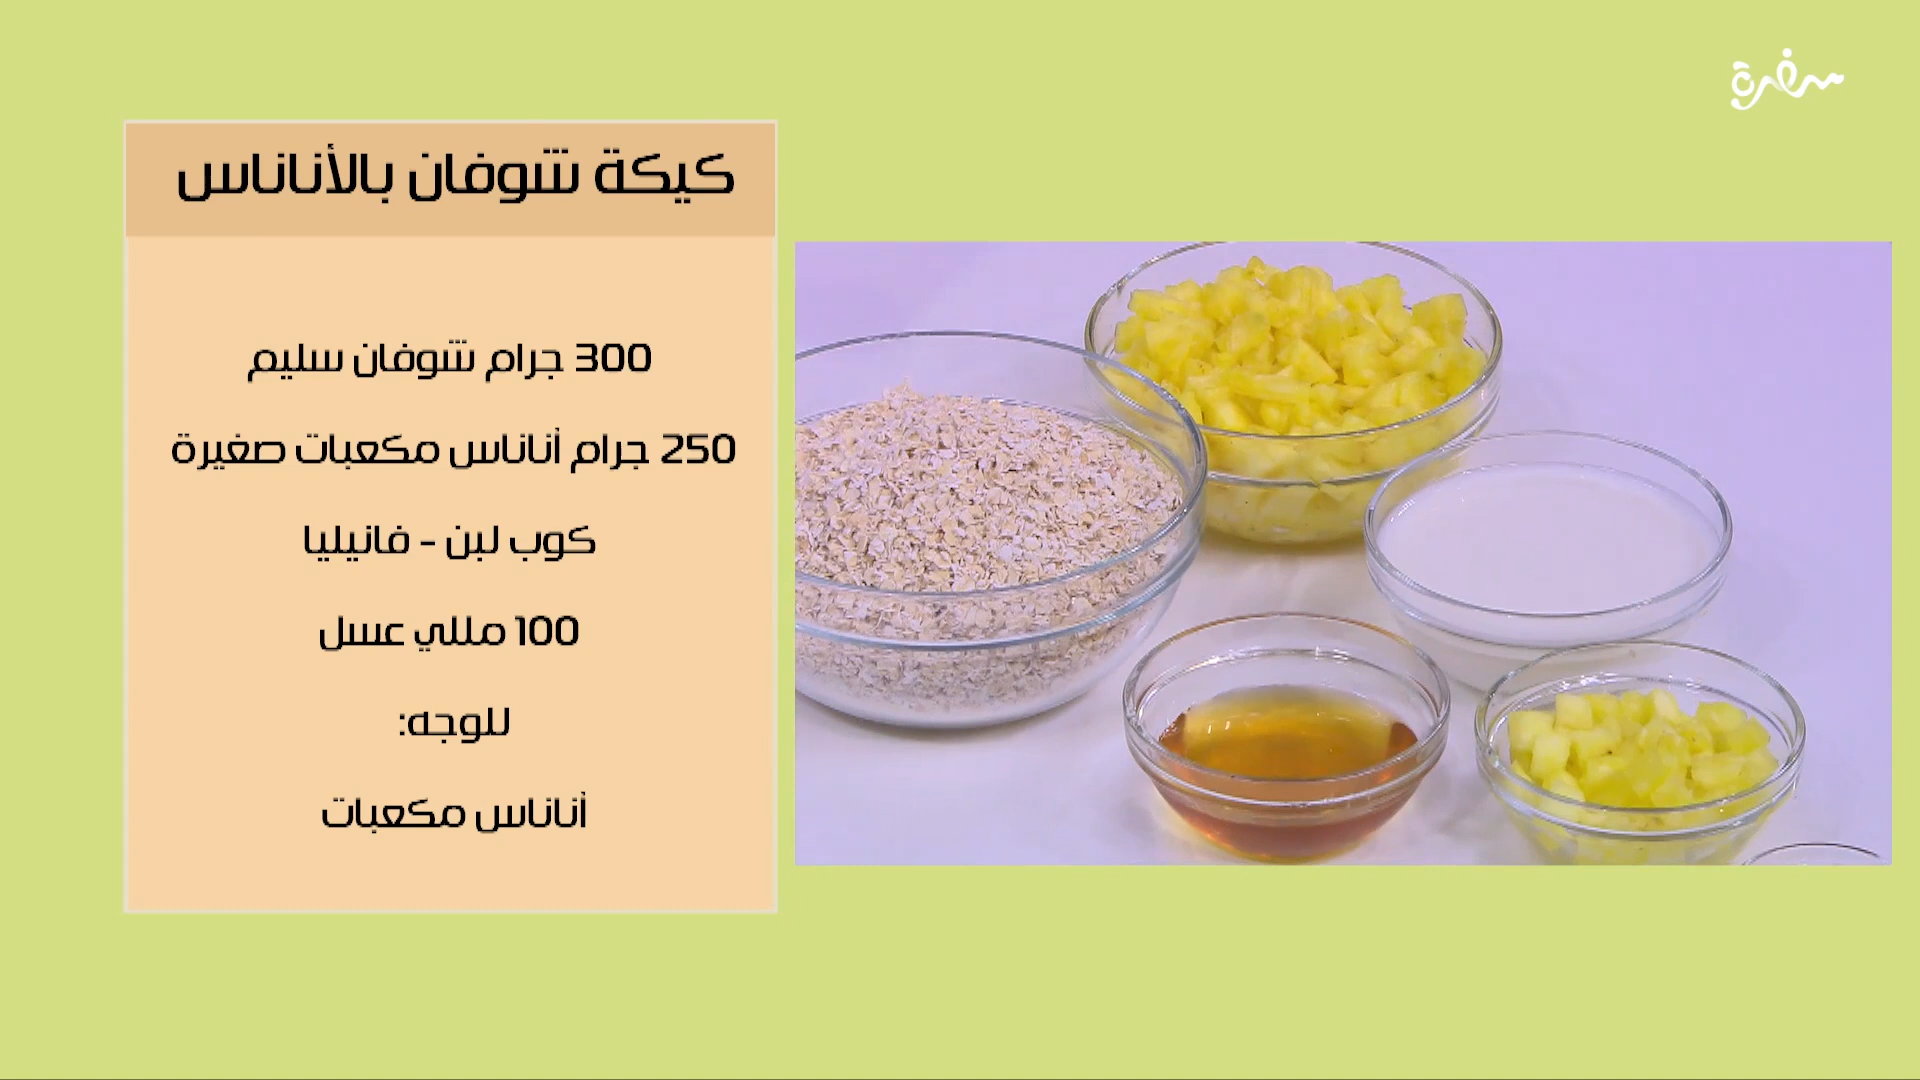 سفرة
كيكة شوفان بالأناناس
300 جرام شوفان سليم
250 جرام أناناس مكعبات صغيرة
كوب لبن - فانيليا
100 مللي عسل
للوجه:
أناناس مكعبات